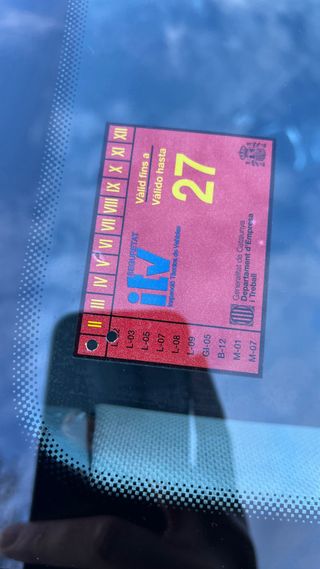 II III IV V VI VII VIII IX X XI XII
SEGURETAT
itv
Inspecció Tècnica de Vehicles
Vàlid fins a
Válido hasta
27
L-03
L-05
L-07
L-08
L-09
GI-05
B-12
M-01
M-07
Generalitat de Catalunya
Departament d'Empresa
i Treball